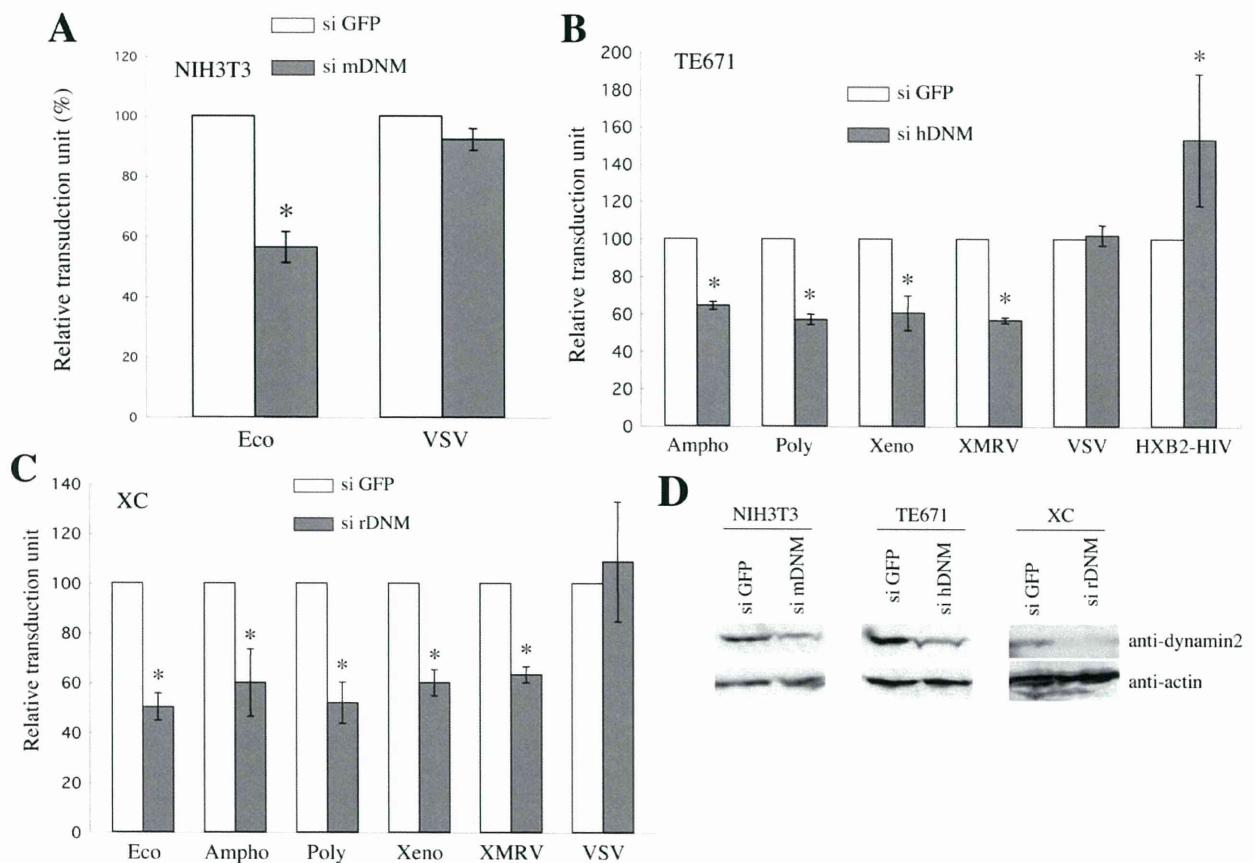 A
si GFP
si mDNM
NIH3T3
Relative transudction unit (%)
120
100
80
60
40
20
0
*
Eco
VSV
B
TE671
si GFP
si hDNM
Relative transduction unit
200
180
160
140
120
100
80
60
40
20
0
*
*
*
*
*
Ampho
Poly
Xeno
XMRV
VSV
HXB2-HIV
C
XC
si GFP
si rDNM
Relative transduction unit
140
120
100
80
60
40
20
0
*
*
*
*
*
Eco
Ampho
Poly
Xeno
XMRV
VSV
D
NIH3T3
TE671
XC
si GFP
si mDNM
si GFP
si hDNM
si GFP
si rDNM
anti-dynamin2
anti-actin